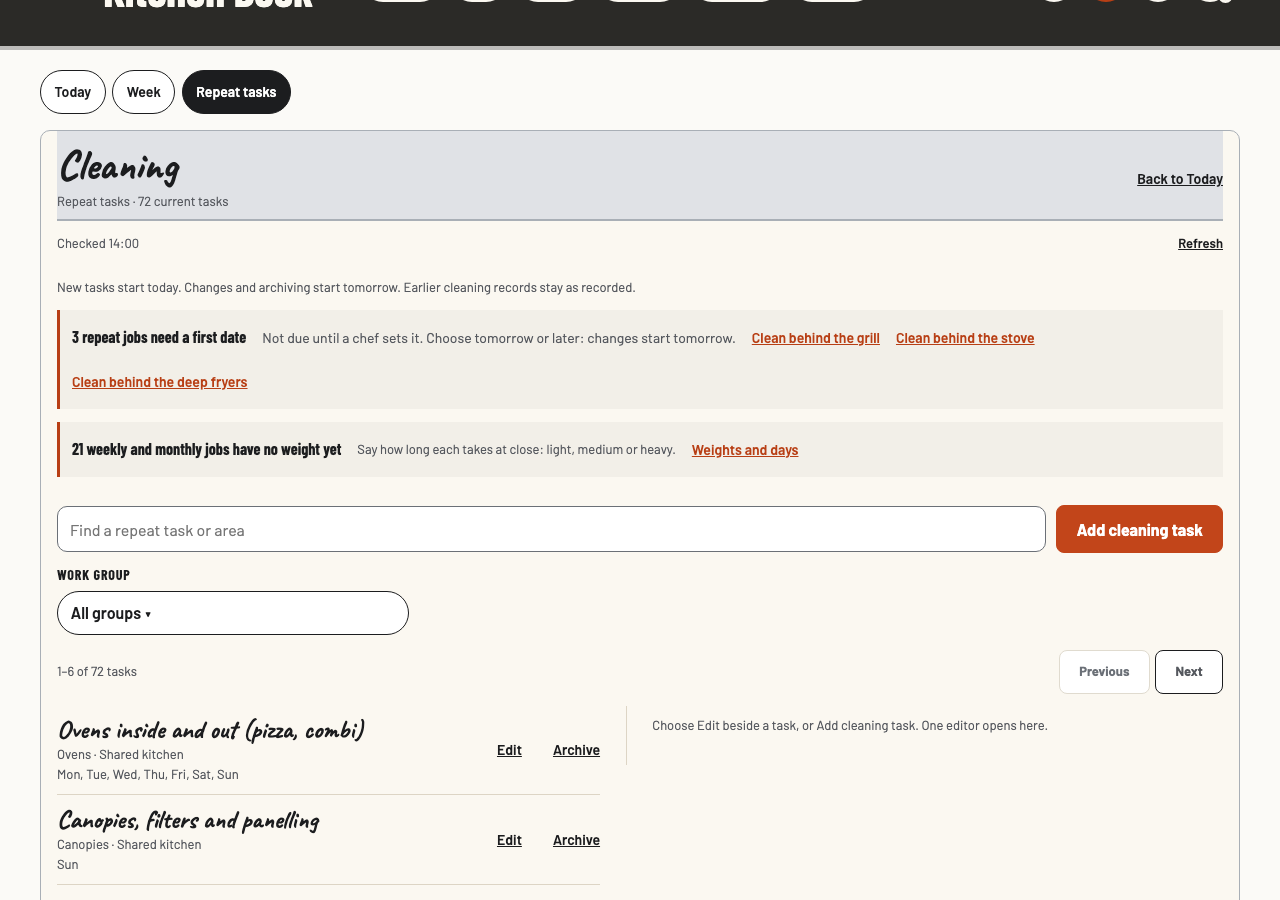 Kitchen Book
Today Week Repeat tasks
Cleaning
Back to Today
Repeat tasks · 72 current tasks
Checked 14:00 Refresh
New tasks start today. Changes and archiving start tomorrow. Earlier cleaning records stay as recorded.
3 repeat jobs need a first date Not due until a chef sets it. Choose tomorrow or later: changes start tomorrow. Clean behind the grill Clean behind the stove
Clean behind the deep fryers
21 weekly and monthly jobs have no weight yet Say how long each takes at close: light, medium or heavy. Weights and days
Find a repeat task or area Add cleaning task
WORK GROUP
All groups ▾
1–6 of 72 tasks Previous Next
Ovens inside and out (pizza, combi)
Ovens · Shared kitchen
Mon, Tue, Wed, Thu, Fri, Sat, Sun
Edit Archive
Choose Edit beside a task, or Add cleaning task. One editor opens here.
Canopies, filters and panelling
Canopies · Shared kitchen
Sun
Edit Archive